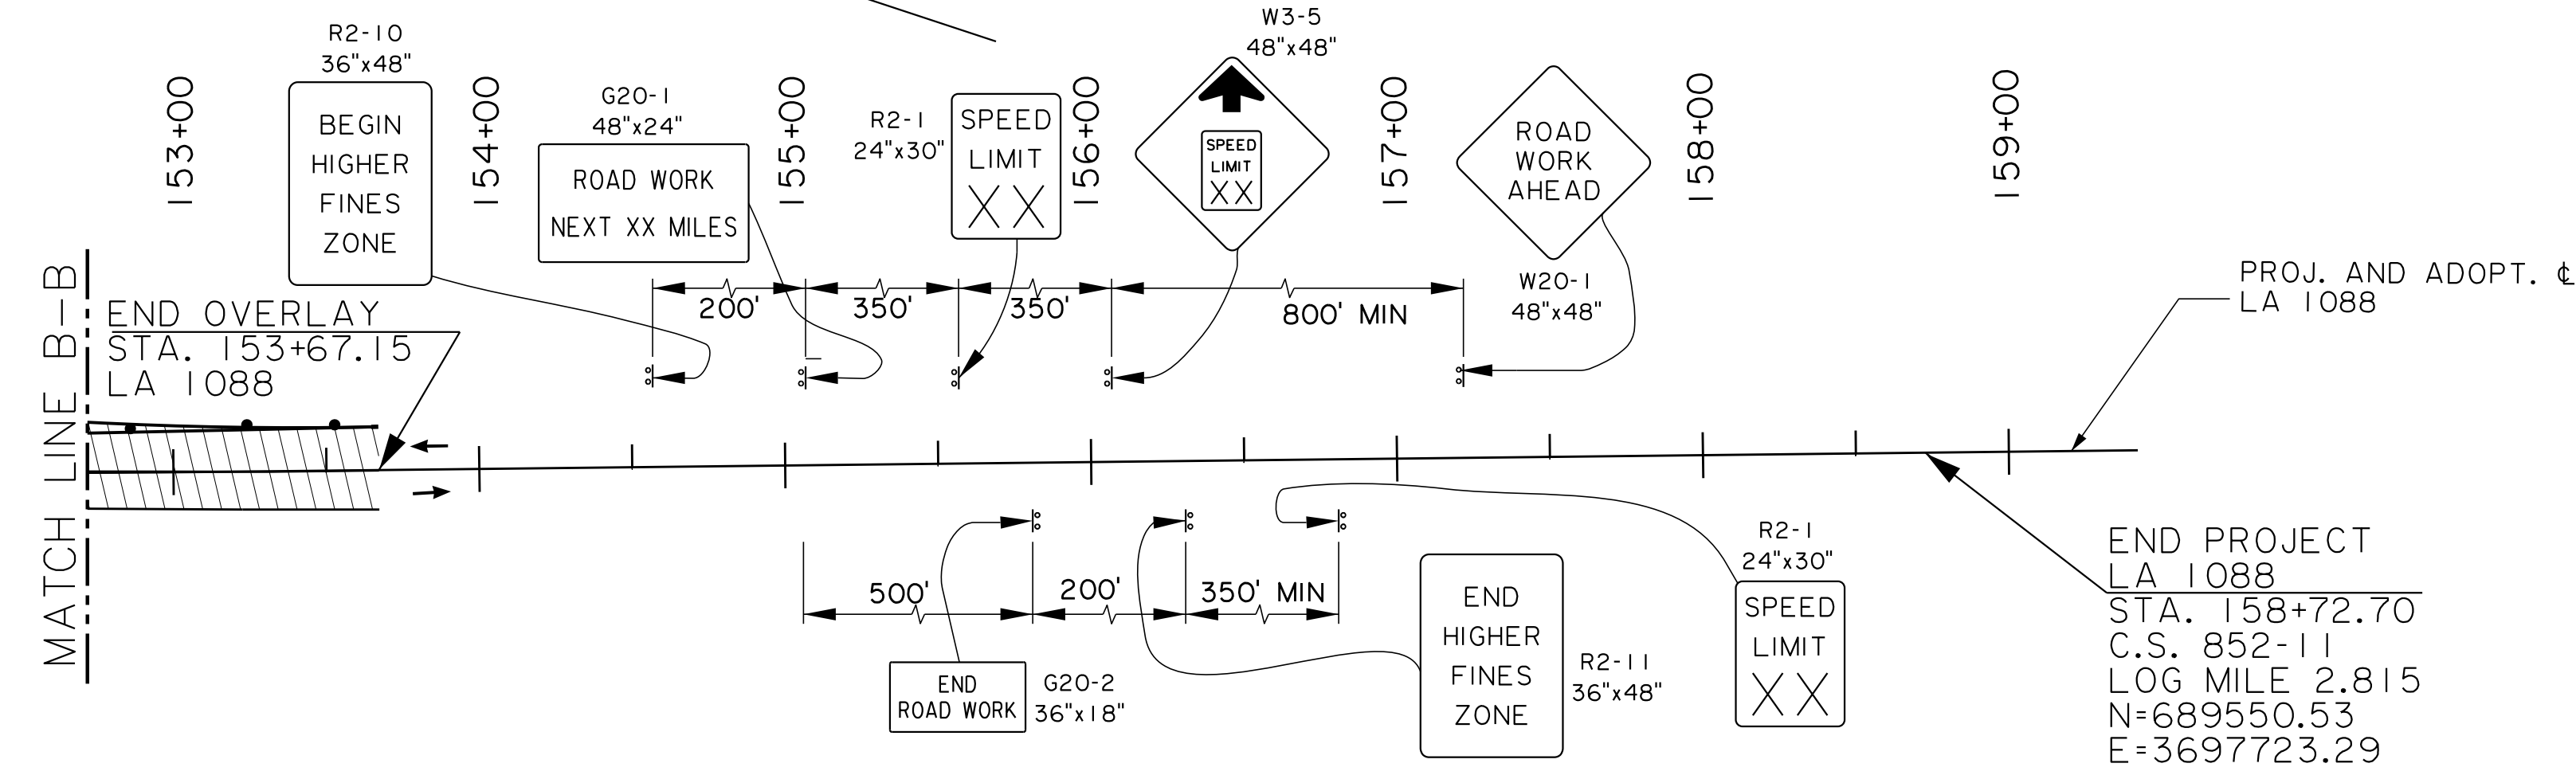 R2-10
36"x48"
BEGIN
HIGHER
FINES
ZONE
G20-1
48"x24"
ROAD WORK
NEXT XX MILES
R2-1
24"x30"
SPEED
LIMIT
XX
W3-5
48"x48"
SPEED
LIMIT
XX
ROAD
WORK
AHEAD
W20-1
48"x48"
153+00
154+00
155+00
156+00
157+00
158+00
159+00
200'
350'
350'
800' MIN
PROJ. AND ADOPT. ℄
LA 1088
MATCH LINE B-B
END OVERLAY
STA. 153+67.15
LA 1088
500'
200'
350' MIN
END
ROAD WORK
G20-2
36"x18"
END
HIGHER
FINES
ZONE
R2-11
36"x48"
R2-1
24"x30"
SPEED
LIMIT
XX
END PROJECT
LA 1088
STA. 158+72.70
C.S. 852-11
LOG MILE 2.815
N=689550.53
E=3697723.29